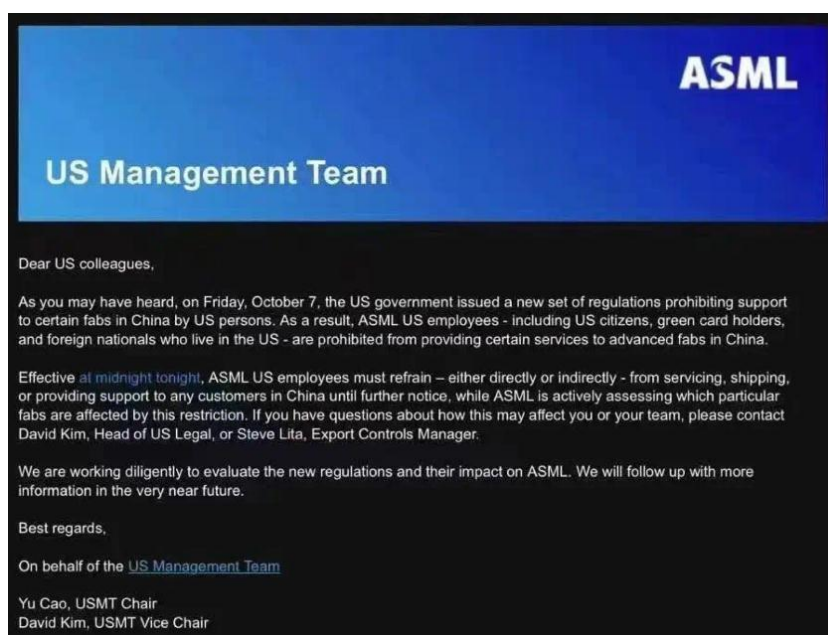 ASML
US Management Team
Dear US colleagues,
As you may have heard, on Friday, October 7, the US government issued a new set of regulations prohibiting support
to certain fabs in China by US persons. As a result, ASML US employees - including US citizens, green card holders,
and foreign nationals who live in the US - are prohibited from providing certain services to advanced fabs in China.
Effective at midnight tonight, ASML US employees must refrain – either directly or indirectly - from servicing, shipping,
or providing support to any customers in China until further notice, while ASML is actively assessing which particular
fabs are affected by this restriction. If you have questions about how this may affect you or your team, please contact
David Kim, Head of US Legal, or Steve Lita, Export Controls Manager.
We are working diligently to evaluate the new regulations and their impact on ASML. We will follow up with more
information in the very near future.
Best regards,
On behalf of the US Management Team
Yu Cao, USMT Chair
David Kim, USMT Vice Chair